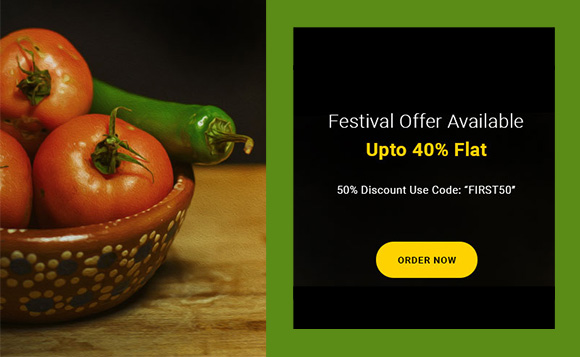 Festival Offer Available
Upto 40% Flat
50% Discount Use Code: “FIRST50”
ORDER NOW